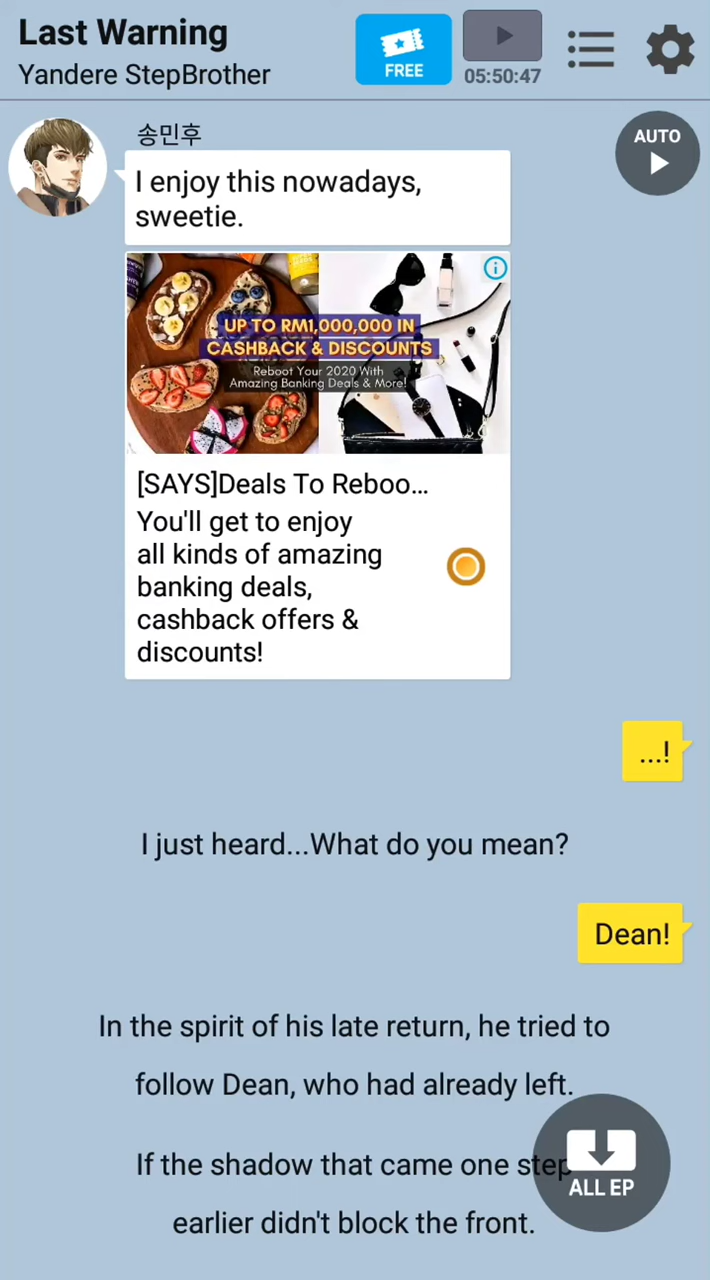 Last Warning
Yandere StepBrother
FREE
05:50:47
송민후
AUTO
I enjoy this nowadays,
sweetie.
UP TO RM1,000,000 IN
CASHBACK & DISCOUNTS
Reboot Your 2020 With
Amazing Banking Deals & More!
[SAYS]Deals To Reboo...
You'll get to enjoy
all kinds of amazing
banking deals,
cashback offers &
discounts!
...!
I just heard...What do you mean?
Dean!
In the spirit of his late return, he tried to
follow Dean, who had already left.
If the shadow that came one step
earlier didn't block the front.
ALL EP